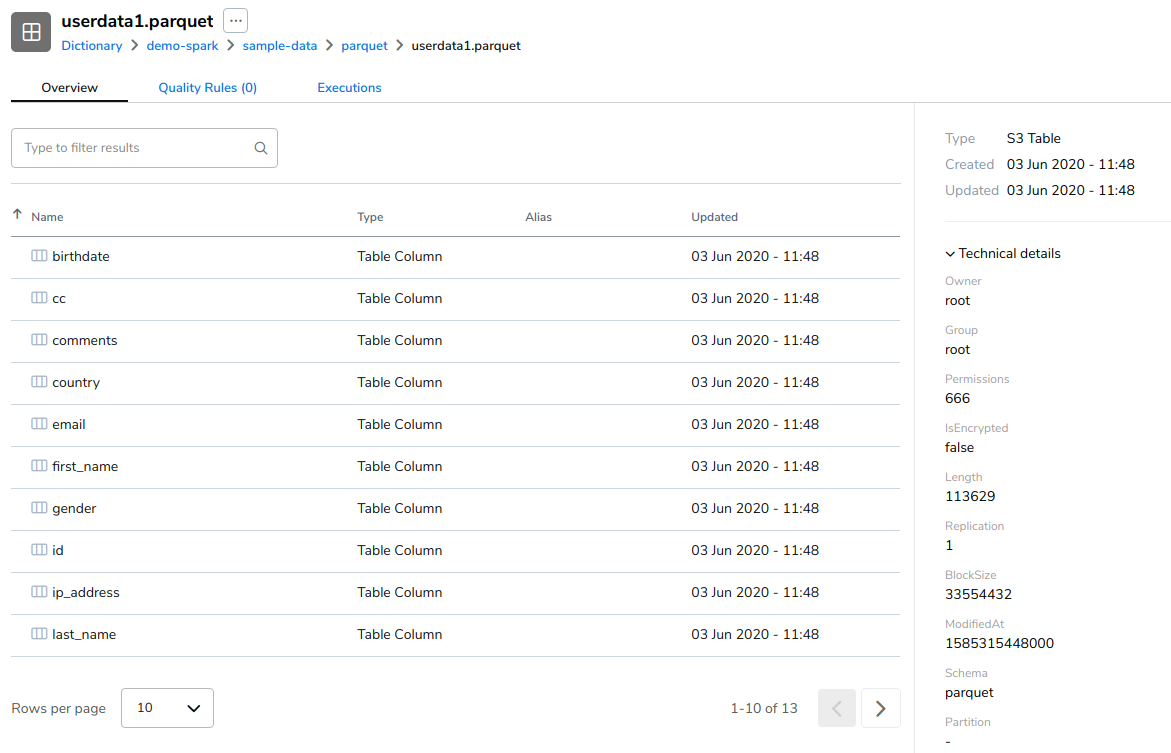 userdata1.parquet ...
Dictionary > demo-spark > sample-data > parquet > userdata1.parquet
Overview Quality Rules (0) Executions
Type to filter results
Name Type Alias Updated
birthdate Table Column 03 Jun 2020 - 11:48
cc Table Column 03 Jun 2020 - 11:48
comments Table Column 03 Jun 2020 - 11:48
country Table Column 03 Jun 2020 - 11:48
email Table Column 03 Jun 2020 - 11:48
first_name Table Column 03 Jun 2020 - 11:48
gender Table Column 03 Jun 2020 - 11:48
id Table Column 03 Jun 2020 - 11:48
ip_address Table Column 03 Jun 2020 - 11:48
last_name Table Column 03 Jun 2020 - 11:48
Rows per page 10 1-10 of 13
Type S3 Table
Created 03 Jun 2020 - 11:48
Updated 03 Jun 2020 - 11:48
Technical details
Owner
root
Group
root
Permissions
666
IsEncrypted
false
Length
113629
Replication
1
BlockSize
33554432
ModifiedAt
1585315448000
Schema
parquet
Partition
-